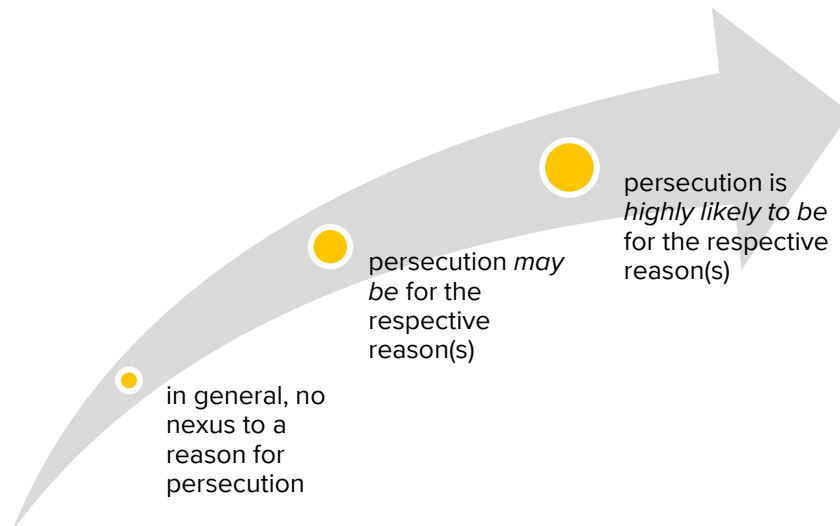 in general, no
nexus to a
reason for
persecution
persecution may
be for the
respective
reason(s)
persecution is
highly likely to be
for the respective
reason(s)